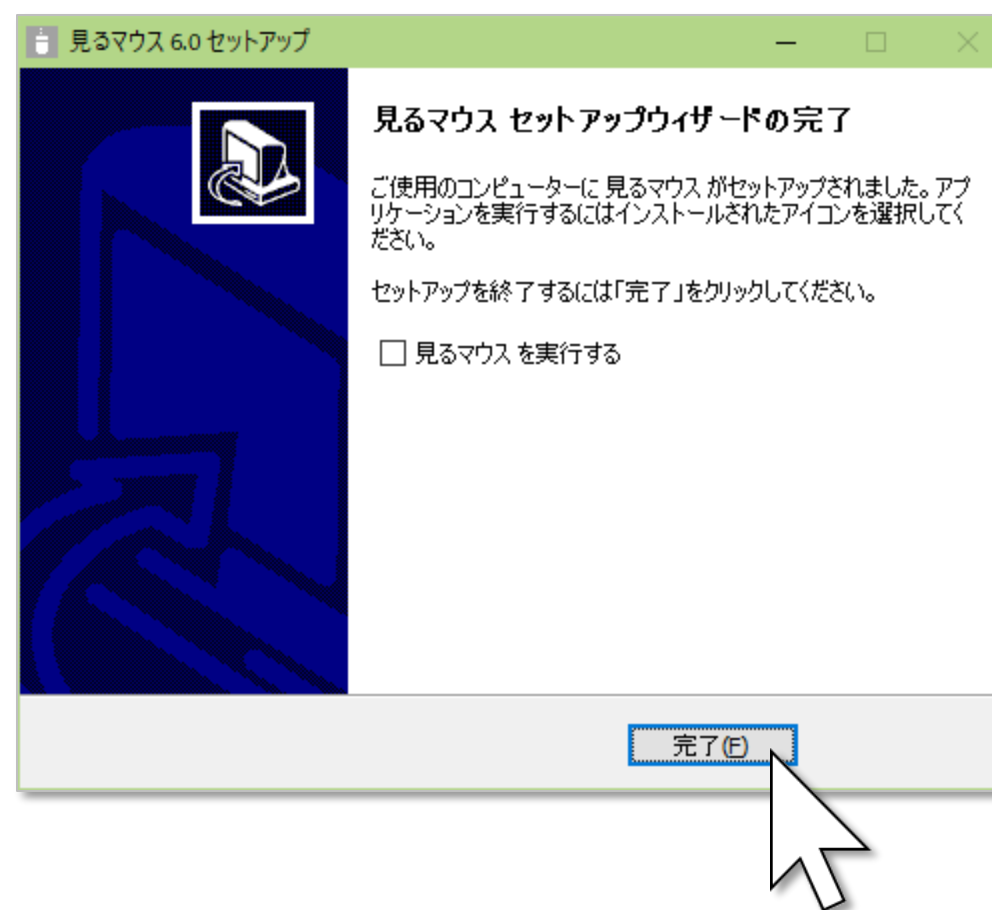 見るマウス 6.0 セットアップ
見るマウス セットアップウィザードの完了
ご使用のコンピューターに 見るマウス がセットアップされました。アプ
リケーションを実行するにはインストールされたアイコンを選択してく
ださい。
セットアップを終了するには「完了」をクリックしてください。
見るマウス を実行する
完了(F)